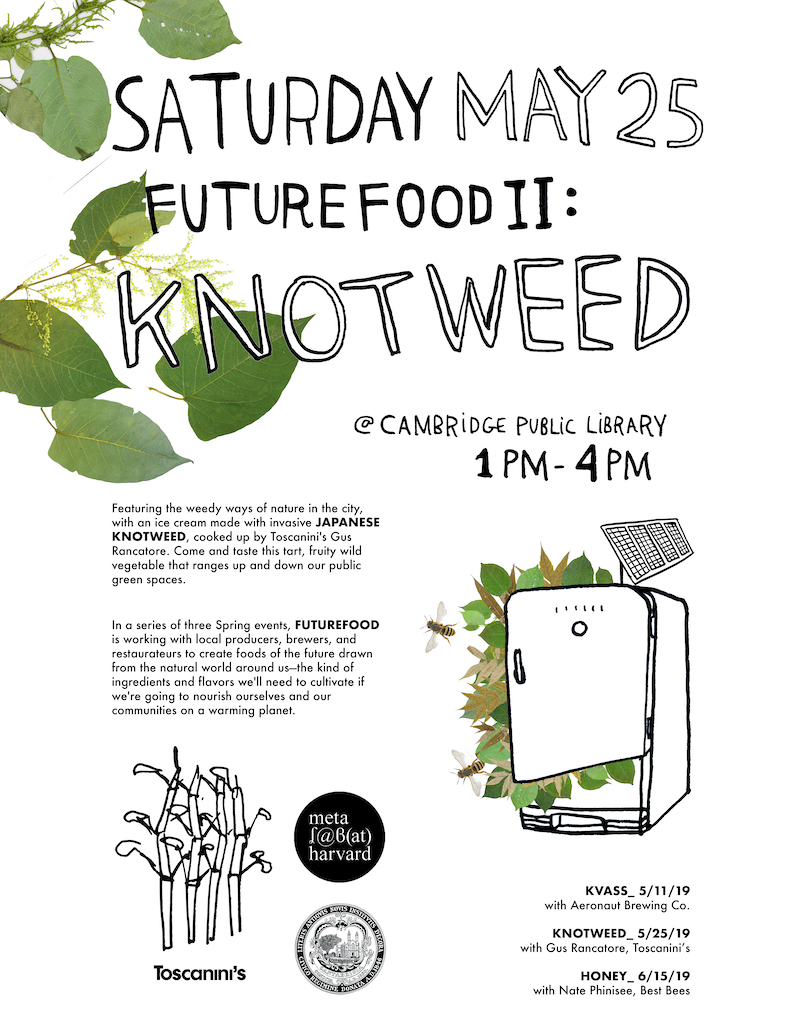 SATURDAY MAY 25
FUTUREFOOD II:
KNOTWEED
@ CAMBRiDGE PUBLiC LiBRARY
1 PM - 4 PM
Featuring the weedy ways of nature in the city,
with an ice cream made with invasive JAPANESE
KNOTWEED, cooked up by Toscanini's Gus
Rancatore. Come and taste this tart, fruity wild
vegetable that ranges up and down our public
green spaces.
In a series of three Spring events, FUTUREFOOD
is working with local producers, brewers, and
restaurateurs to create foods of the future drawn
from the natural world around us—the kind of
ingredients and flavors we'll need to cultivate if
we're going to nourish ourselves and our
communities on a warming planet.
meta
ſ@ß(at)
harvard
Toscanini's
KVASS_ 5/11/19
with Aeronaut Brewing Co.
KNOTWEED_ 5/25/19
with Gus Rancatore, Toscanini's
HONEY_ 6/15/19
with Nate Phinisee, Best Bees